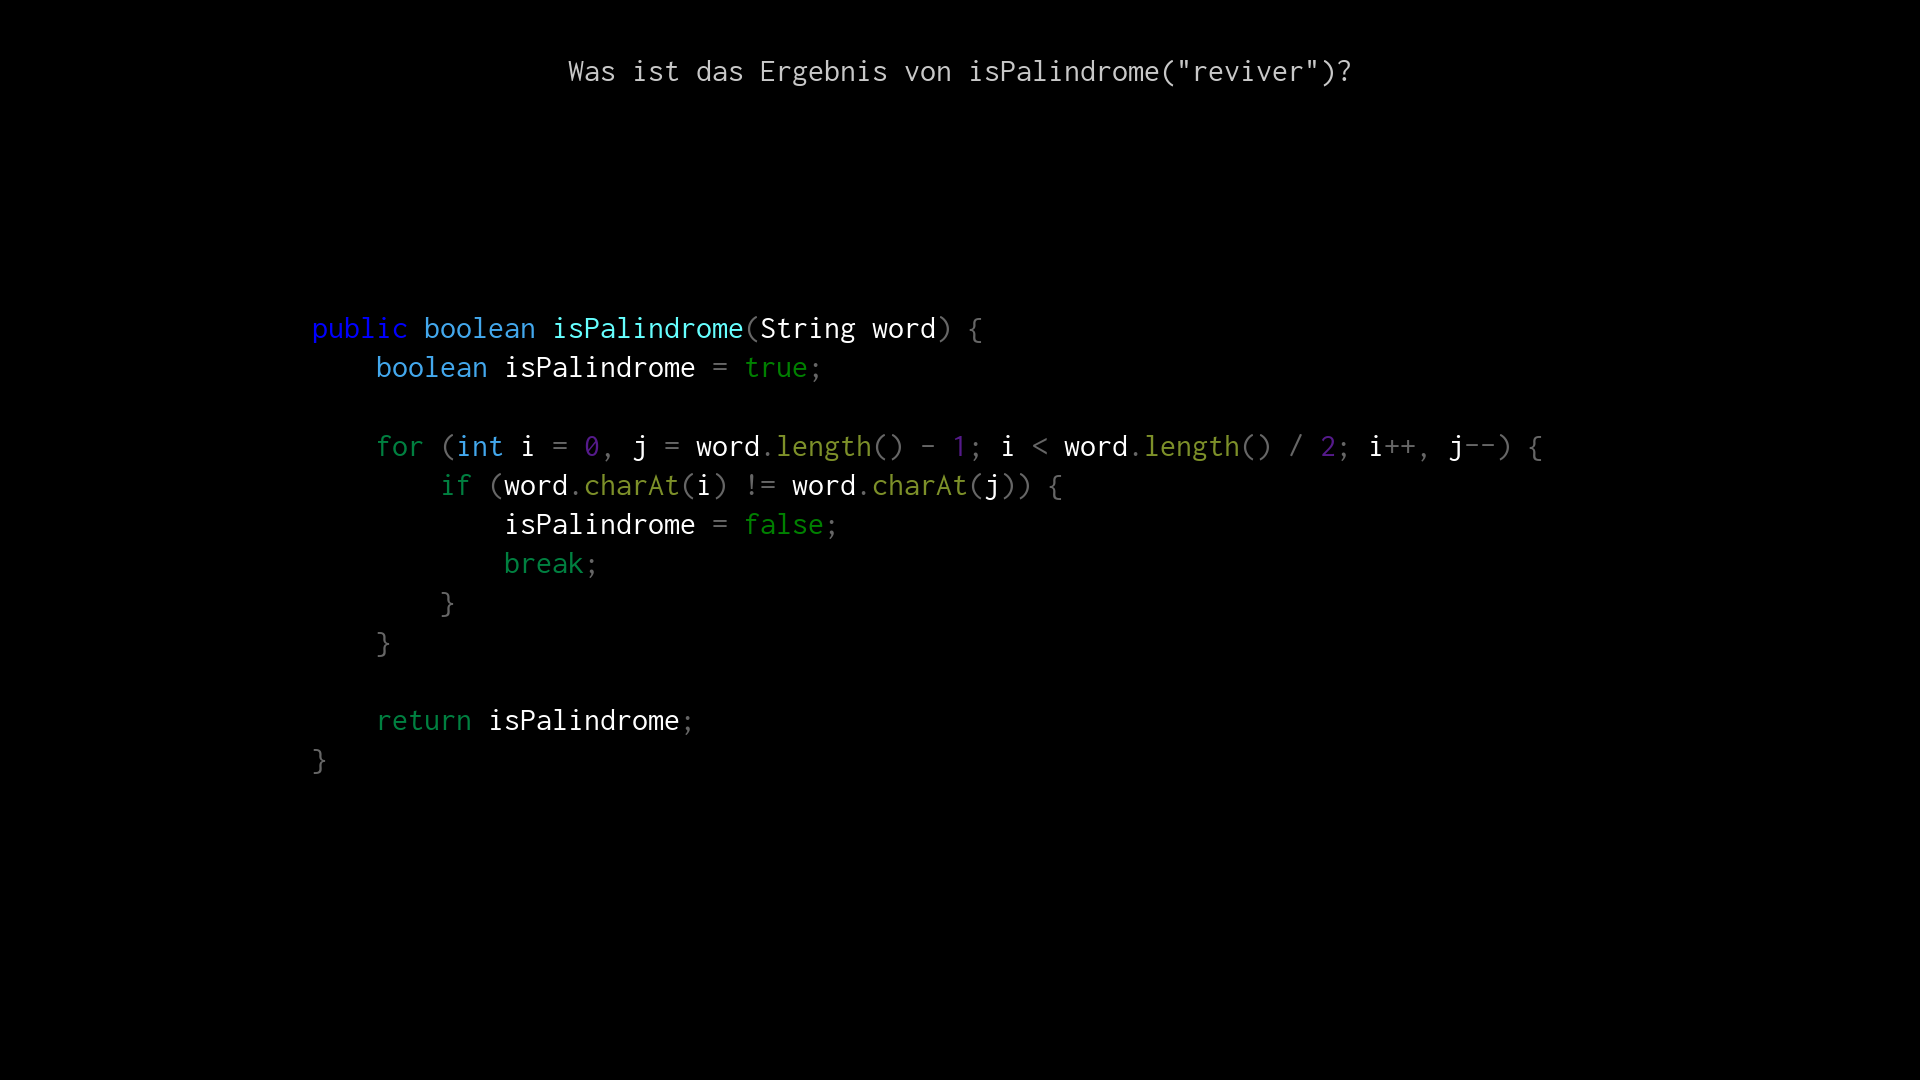 Was ist das Ergebnis von isPalindrome("reviver")?
public boolean isPalindrome(String word) {
    boolean isPalindrome = true;
    for (int i = 0, j = word.length() - 1; i < word.length() / 2; i++, j--) {
        if (word.charAt(i) != word.charAt(j)) {
            isPalindrome = false;
            break;
        }
    }
    return isPalindrome;
}